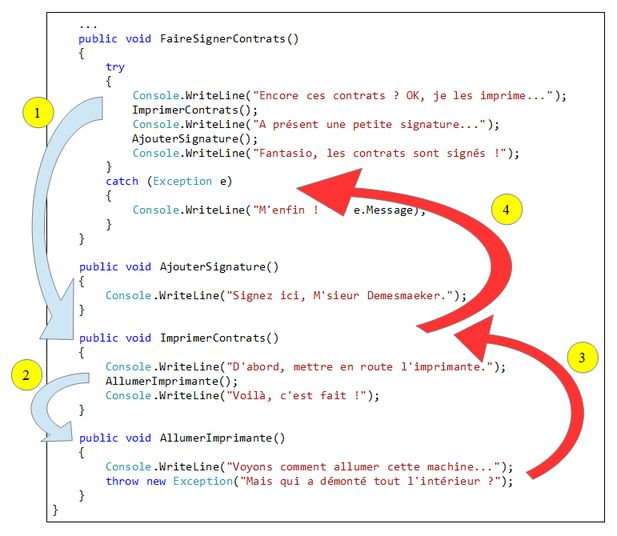 ...
public void FaireSignerContrats()
{
try
{
Console.WriteLine("Encore ces contrats ? OK, je les imprime...");
ImprimerContrats();
Console.WriteLine("A présent une petite signature...");
AjouterSignature();
Console.WriteLine("Fantasio, les contrats sont signés !");
}
catch (Exception e)
{
Console.WriteLine("M'enfin ! e.Message);
}
}
public void AjouterSignature()
{
Console.WriteLine("Signez ici, M'sieur Demesmaeker.");
}
public void ImprimerContrats()
{
Console.WriteLine("D'abord, mettre en route l'imprimante.");
AllumerImprimante();
Console.WriteLine("Voilà, c'est fait !");
}
public void AllumerImprimante()
{
Console.WriteLine("Voyons comment allumer cette machine...");
throw new Exception("Mais qui a démonté tout l'intérieur ?");
}
}
1
2
3
4